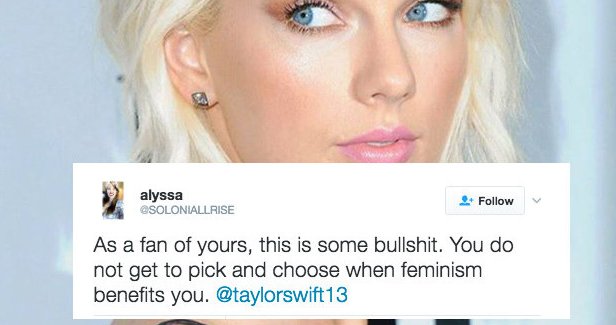 alyssa
@SOLONIALLRISE
Follow
As a fan of yours, this is some bullshit. You do
not get to pick and choose when feminism
benefits you. @taylorswift13